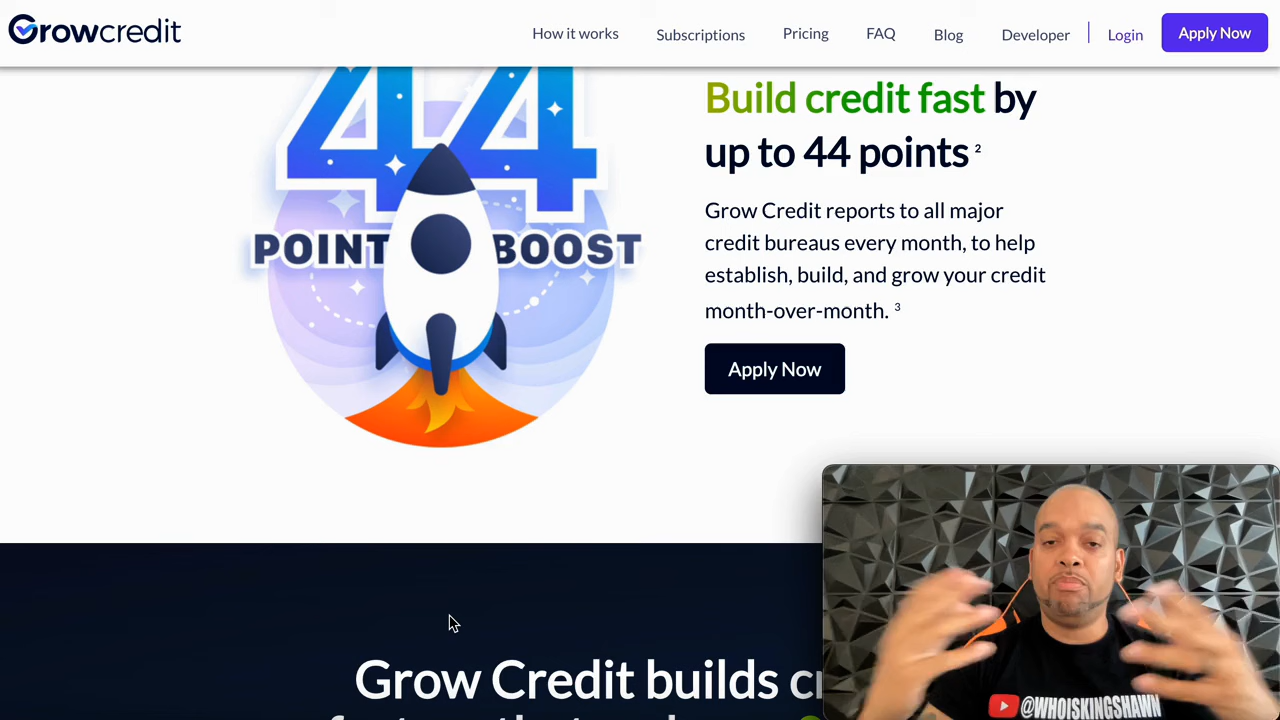 Growcredit
How it works
Subscriptions
Pricing
FAQ
Blog
Developer
Login
Apply Now
44
POINT BOOST
Build credit fast by
up to 44 points 2
Grow Credit reports to all major
credit bureaus every month, to help
establish, build, and grow your credit
month-over-month. 3
Apply Now
Grow Credit builds
@WHOISKINGSHAWN